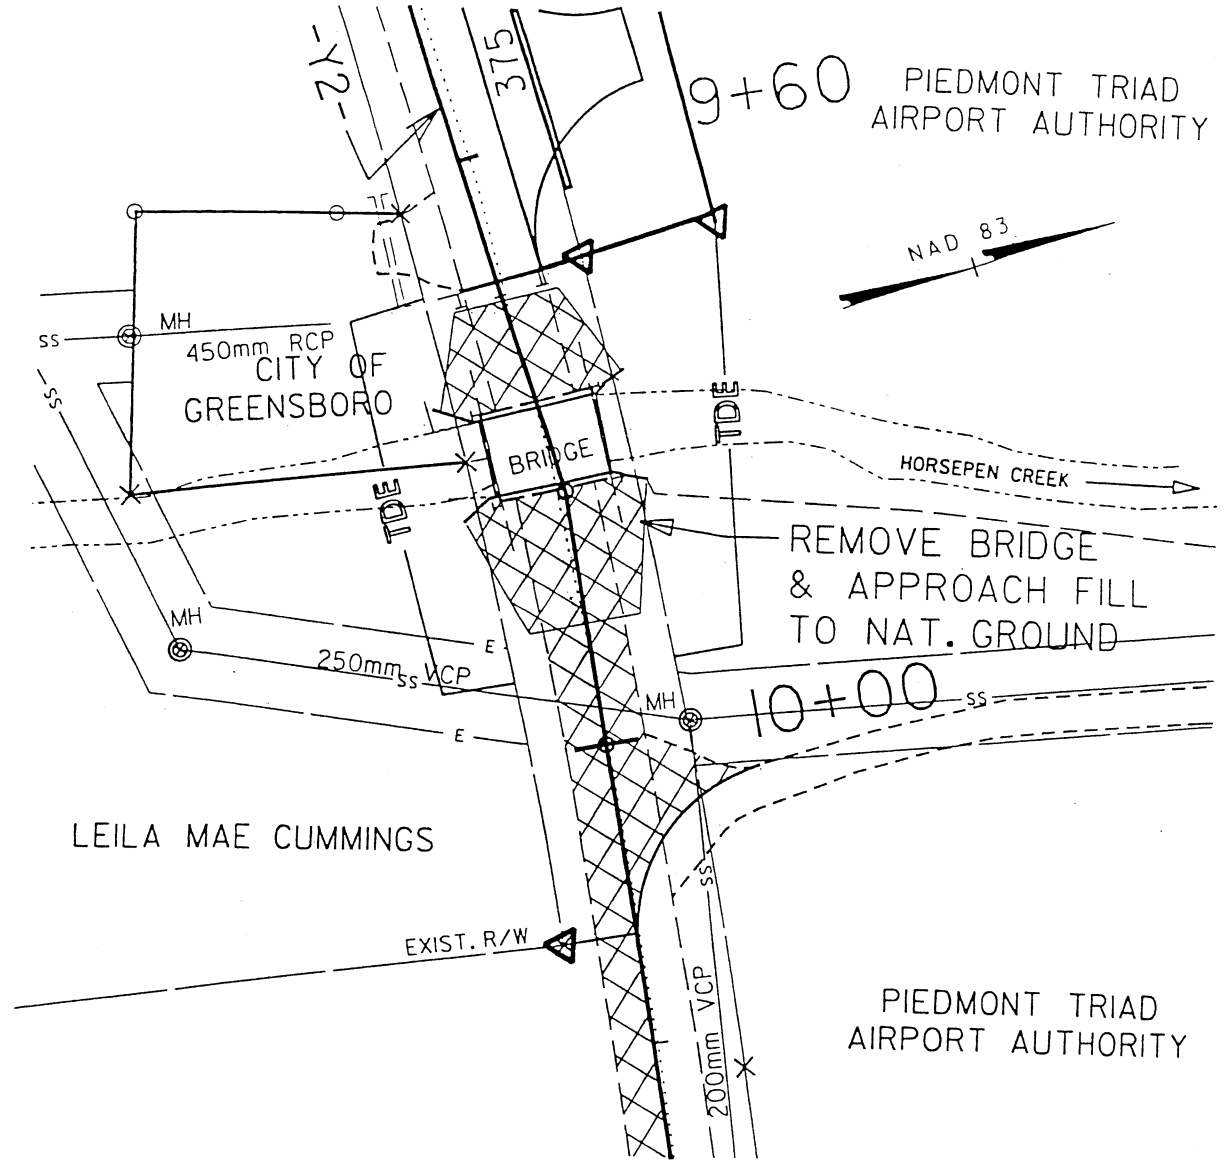 -Y2-
375
9+60
PIEDMONT TRIAD
AIRPORT AUTHORITY
NAD 83
MH
SS
450mm RCP
CITY OF
GREENSBORO
SS
TDE
BRIDGE
HORSEPEN CREEK
TDE
REMOVE BRIDGE
& APPROACH FILL
TO NAT. GROUND
MH
E
250mm VCP
SS
MH
10+00
SS
E
LEILA MAE CUMMINGS
SS
EXIST. R/W
200mm VCP
PIEDMONT TRIAD
AIRPORT AUTHORITY